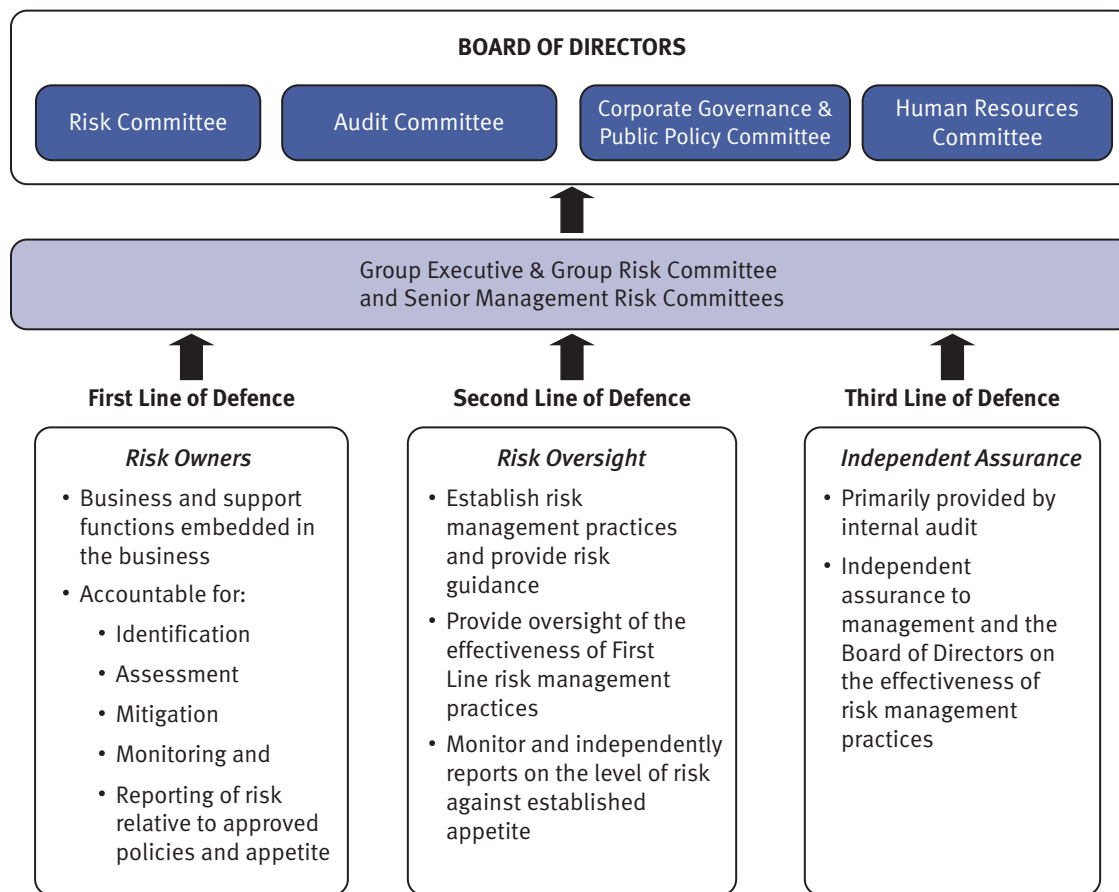 BOARD OF DIRECTORS
Risk Committee
Audit Committee
Corporate Governance &
Public Policy Committee
Human Resources
Committee
Group Executive & Group Risk Committee
and Senior Management Risk Committees
First Line of Defence
Risk Owners
• Business and support
functions embedded in
the business
• Accountable for:
• Identification
• Assessment
• Mitigation
• Monitoring and
• Reporting of risk
relative to approved
policies and appetite
Second Line of Defence
Risk Oversight
• Establish risk
management practices
and provide risk
guidance
• Provide oversight of the
effectiveness of First
Line risk management
practices
• Monitor and independently
reports on the level of risk
against established
appetite
Third Line of Defence
Independent Assurance
• Primarily provided by
internal audit
• Independent
assurance to
management and the
Board of Directors on
the effectiveness of
risk management
practices